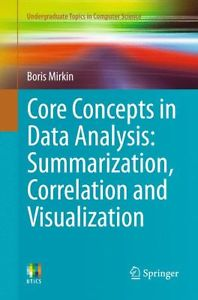 Undergraduate Topics in Computer Science
Boris Mirkin
Core Concepts in
Data Analysis:
Summarization,
Correlation and
Visualization
UTiCS
Springer